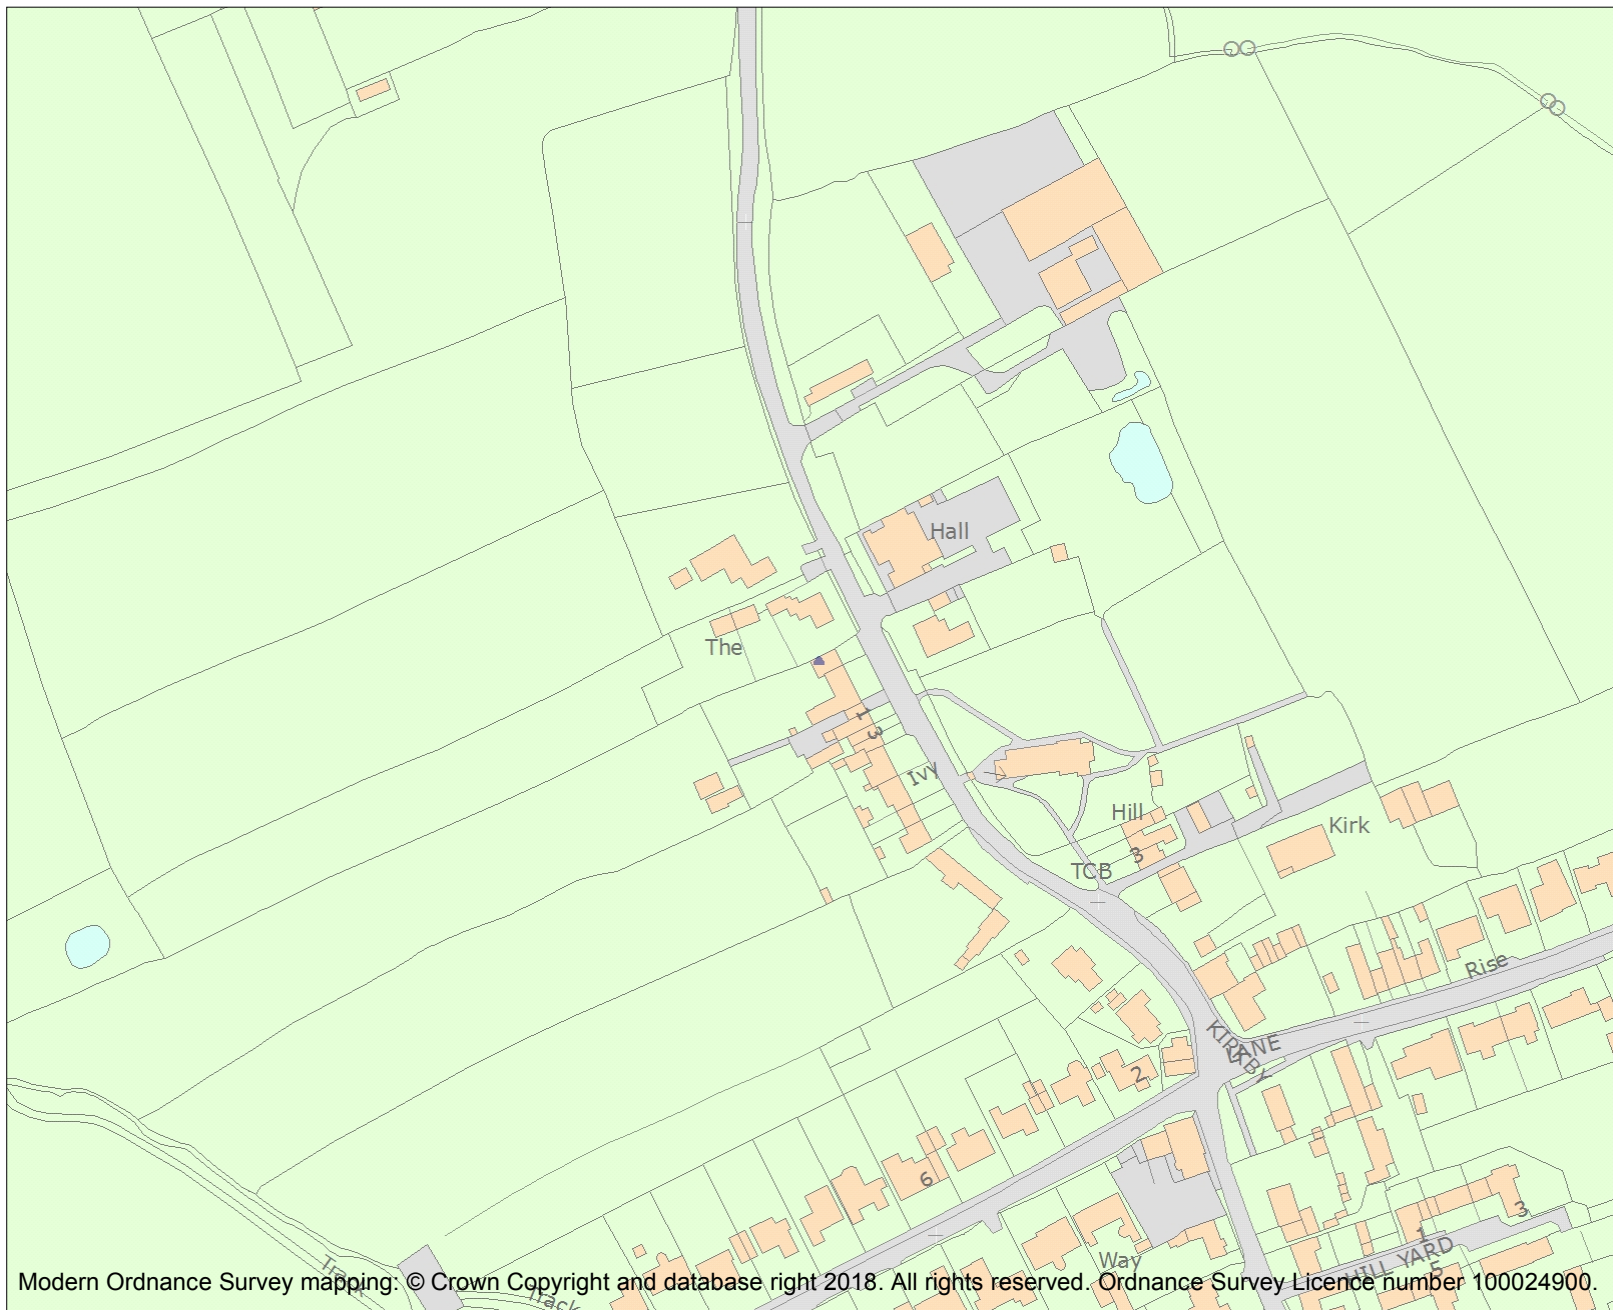 Hall
The
1
3
Ivy
Hill
Kirk
3
TCB
Rise
KIRKBY
LANE
2
6
3
1
HILL YARD
5
Way
Track
Track
Modern Ordnance Survey mapping: © Crown Copyright and database right 2018. All rights reserved. Ordnance Survey Licence number 100024900.